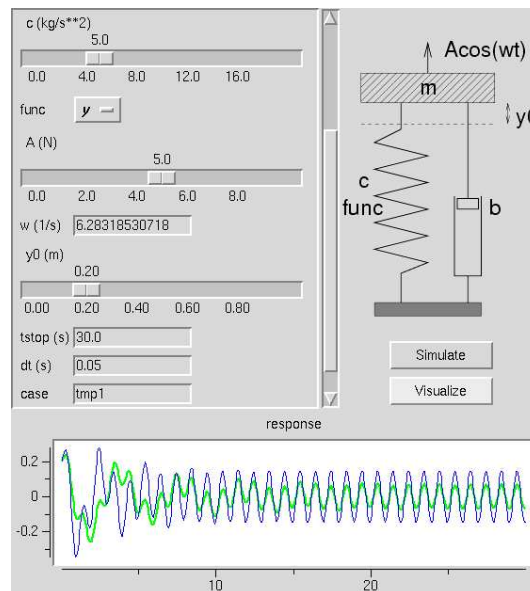 c (kg/s**2)
5.0
0.0 4.0 8.0 12.0 16.0
func y
A (N)
5.0
0.0 2.0 4.0 6.0 8.0
w (1/s) 6.28318530718
y0 (m)
0.20
0.00 0.20 0.40 0.60 0.80
tstop (s) 30.0
dt (s) 0.05
case tmp1
Acos(wt)
m
y0
c
func
b
Simulate
Visualize
response
0.2
0
-0.2
10 20